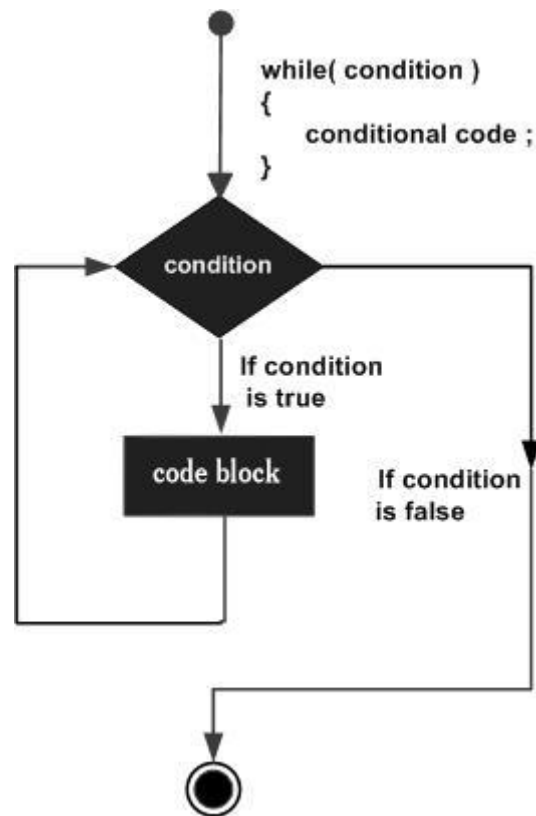 while( condition )
{
conditional code ;
}
condition
If condition
is true
code block
If condition
is false